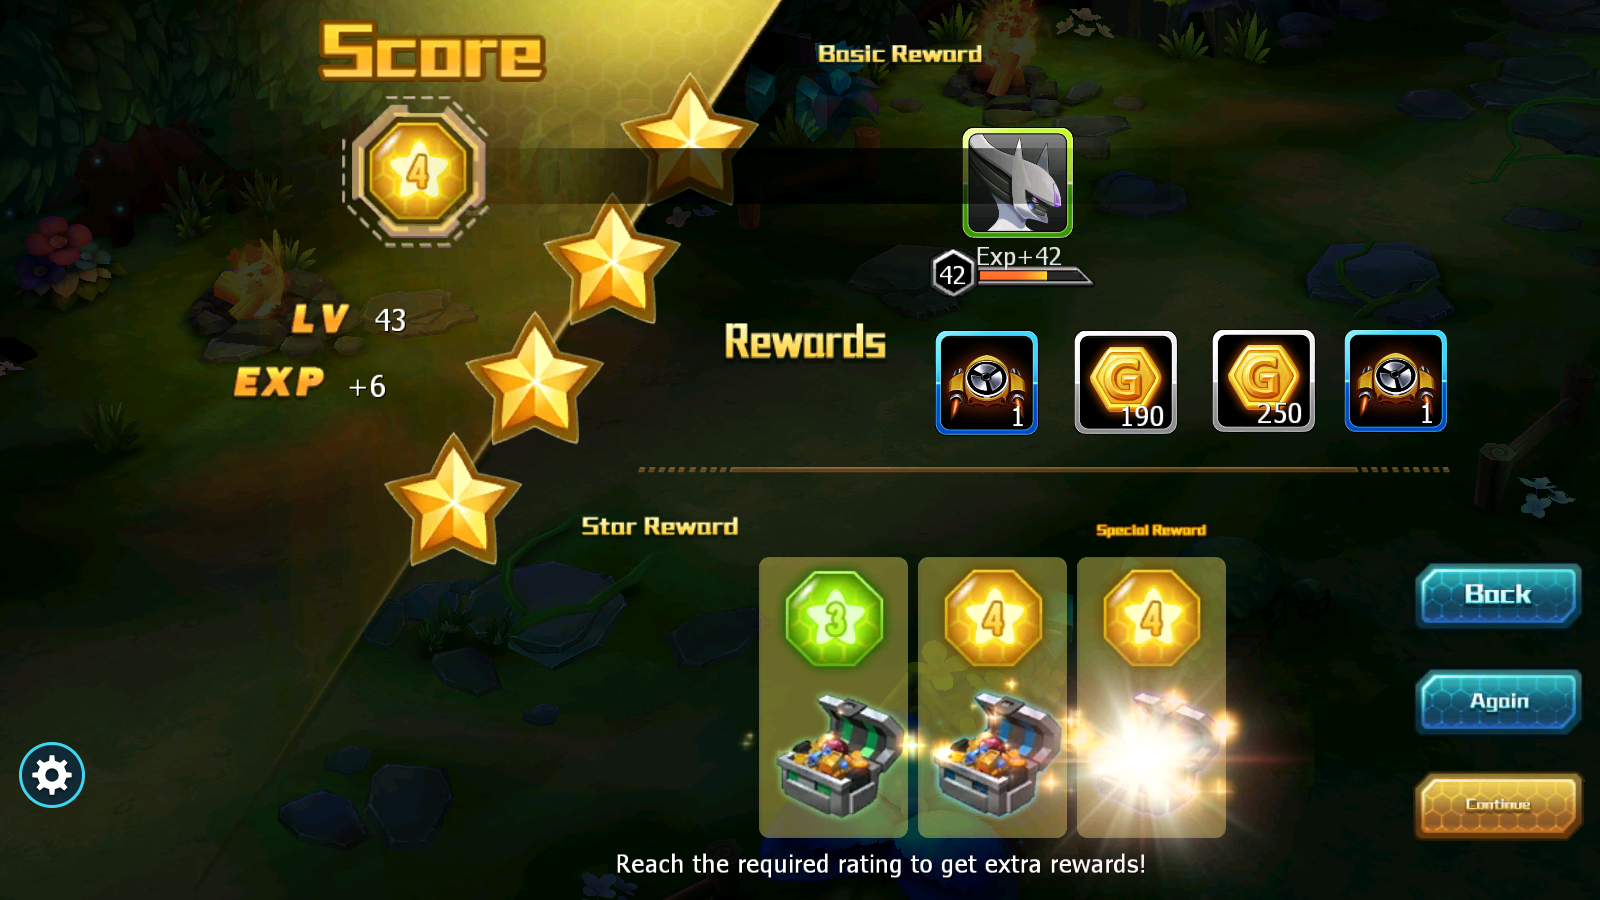 Score
Basic Reward
4
Exp+42
42
LV 43
EXP +6
Rewards
G 1
G 190
G 250
1
Star Reward
Special Reward
3
4
4
Back
Again
Continue
Reach the required rating to get extra rewards!